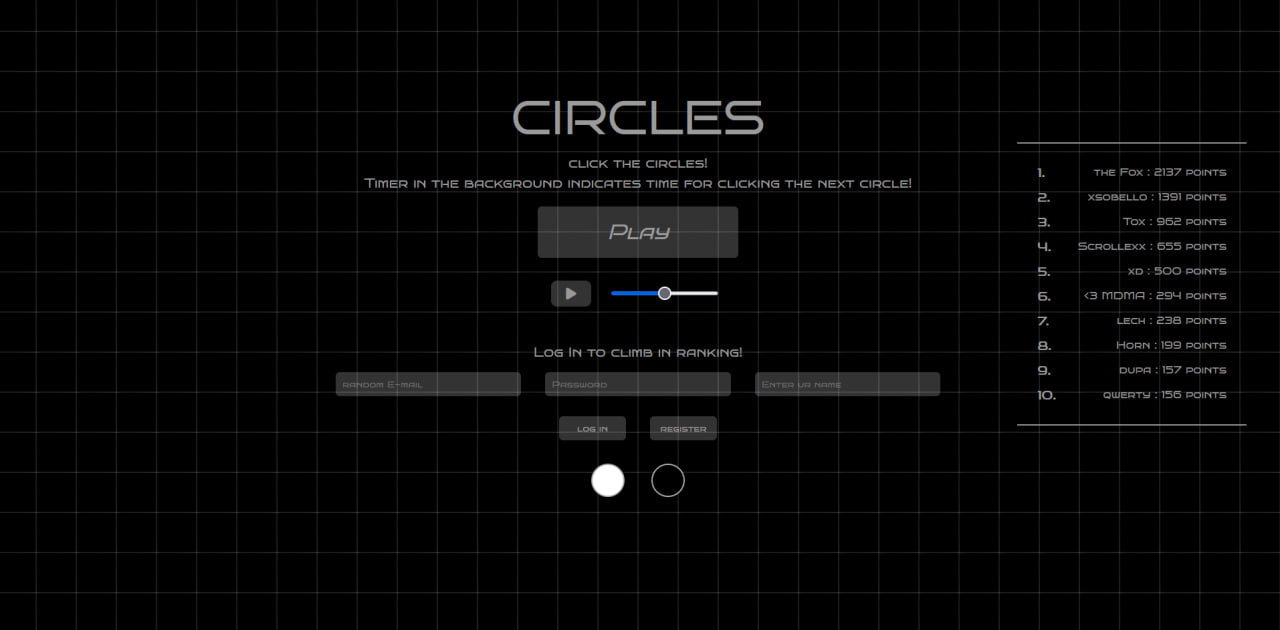 CIRCLES
click the circles!
Timer in the background indicates time for clicking the next circle!
Play
Log In to climb in ranking!
random E-mail
Password
Enter ur name
log in
register
1. the Fox : 2137 points
2. xsobello : 1391 points
3. Tox : 962 points
4. Scrollexx : 655 points
5. xd : 500 points
6. <3 MDMA : 294 points
7. lech : 238 points
8. Horn : 199 points
9. dupa : 157 points
10. qwerty : 156 points